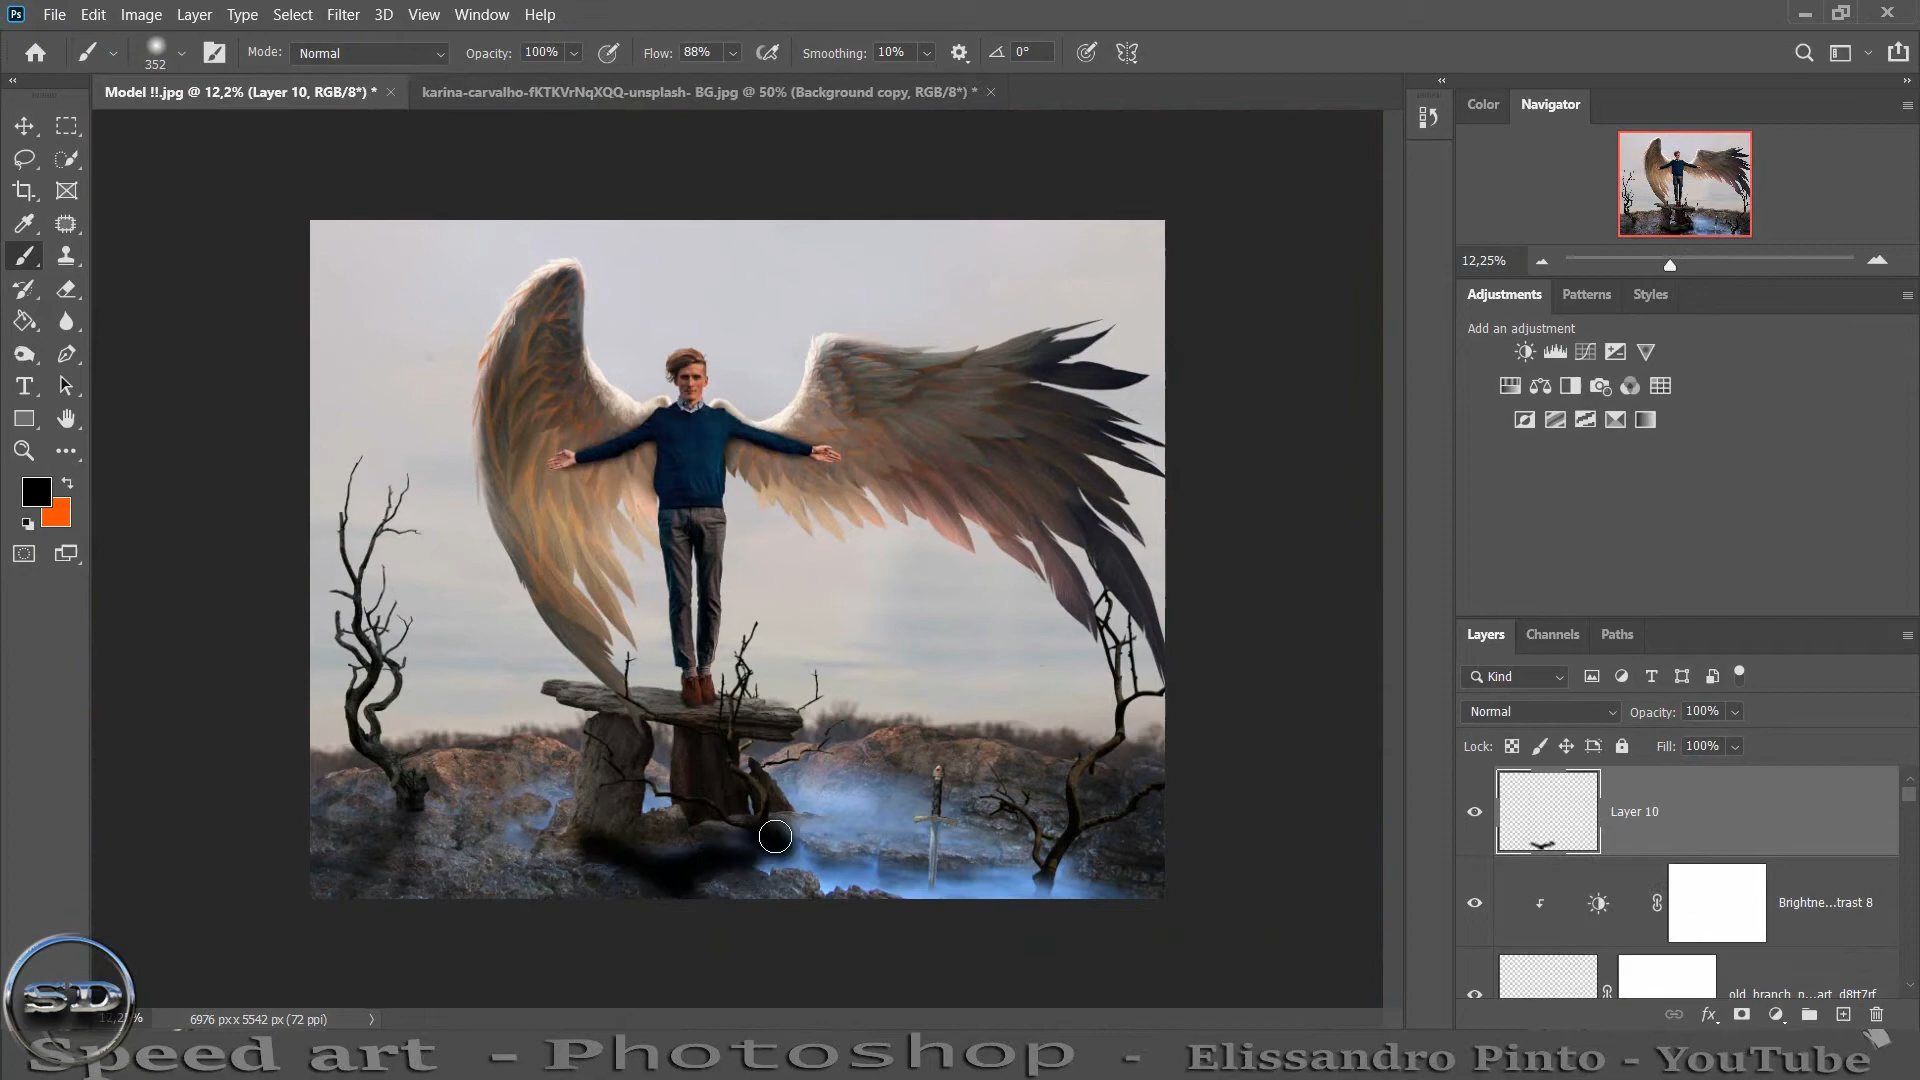 Ps File Edit Image Layer Type Select Filter 3D View Window Help
352 Mode: Normal Opacity: 100% Flow: 88% Smoothing: 10% 0°
Model !!.jpg @ 12,2% (Layer 10, RGB/8*) * karina-carvalho-fKTKVrNqXQQ-unsplash- BG.jpg @ 50% (Background copy, RGB/8*) *
Color Navigator
12,25%
Adjustments Patterns Styles
Add an adjustment
Layers Channels Paths
Kind
Normal Opacity: 100%
Lock: Fill: 100%
Layer 10
Brightne...trast 8
old_branch_p...art_d8tt7rf
SD
6976 px x 5542 px (72 ppi)
fx
Speed art - Photoshop - Elissandro Pinto - YouTube